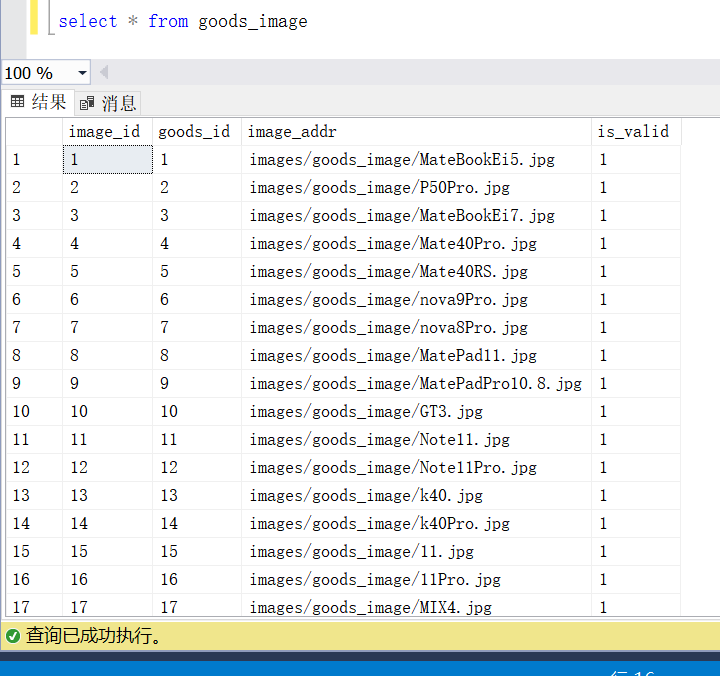 select * from goods_image
100 %
结果 消息
image_id goods_id image_addr is_valid
1 1 1 images/goods_image/MateBookEi5.jpg 1
2 2 2 images/goods_image/P50Pro.jpg 1
3 3 3 images/goods_image/MateBookEi7.jpg 1
4 4 4 images/goods_image/Mate40Pro.jpg 1
5 5 5 images/goods_image/Mate40RS.jpg 1
6 6 6 images/goods_image/nova9Pro.jpg 1
7 7 7 images/goods_image/nova8Pro.jpg 1
8 8 8 images/goods_image/MatePad11.jpg 1
9 9 9 images/goods_image/MatePadPro10.8.jpg 1
10 10 10 images/goods_image/GT3.jpg 1
11 11 11 images/goods_image/Note11.jpg 1
12 12 12 images/goods_image/Note11Pro.jpg 1
13 13 13 images/goods_image/k40.jpg 1
14 14 14 images/goods_image/k40Pro.jpg 1
15 15 15 images/goods_image/11.jpg 1
16 16 16 images/goods_image/11Pro.jpg 1
17 17 17 images/goods_image/MIX4.jpg 1
查询已成功执行。